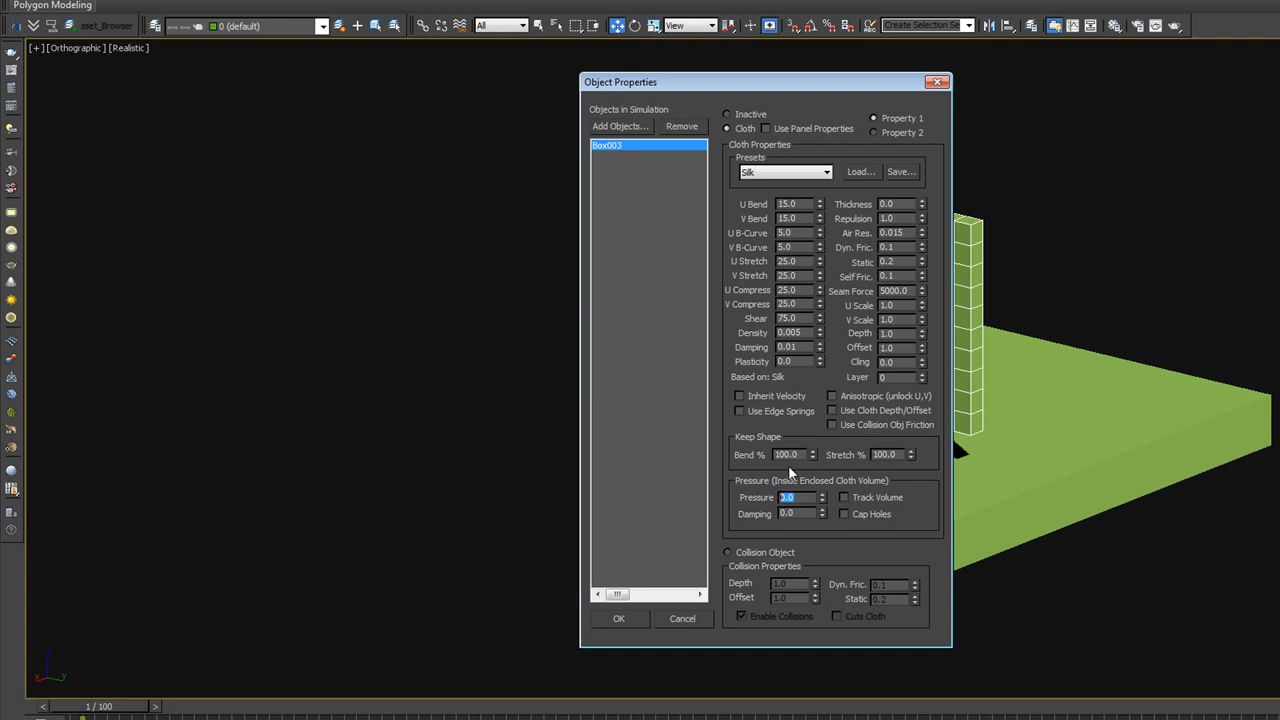 Polygon Modeling
0 (default)
All
View
Create Selection Se
[+] [Orthographic] [Realistic]
Object Properties
Objects in Simulation
Add Objects...
Remove
Box003
Inactive
Cloth
Use Panel Properties
Property 1
Property 2
Cloth Properties
Presets
Silk
Load...
Save...
U Bend 15.0 Thickness 0.0
V Bend 15.0 Repulsion 1.0
U B-Curve 5.0 Air Res. 0.015
V B-Curve 5.0 Dyn. Fric. 0.1
U Stretch 25.0 Static 0.2
V Stretch 25.0 Self Fric. 0.1
U Compress 25.0 Seam Force 5000.0
V Compress 25.0 U Scale 1.0
Shear 75.0 V Scale 1.0
Density 0.005 Depth 1.0
Damping 0.01 Offset 1.0
Plasticity 0.0 Cling 0.0
Based on: Silk Layer 0
Inherit Velocity Anisotropic (unlock U,V)
Use Edge Springs Use Cloth Depth/Offset
Use Collision Obj Friction
Keep Shape
Bend % 100.0 Stretch % 100.0
Pressure (Inside Enclosed Cloth Volume)
Pressure 0.0 Track Volume
Damping 0.0 Cap Holes
Collision Object
Collision Properties
Depth 1.0 Dyn. Fric. 0.1
Offset 1.0 Static 0.2
Enable Collisions Cuts Cloth
OK
Cancel
z
x
y
< 1 / 100 >